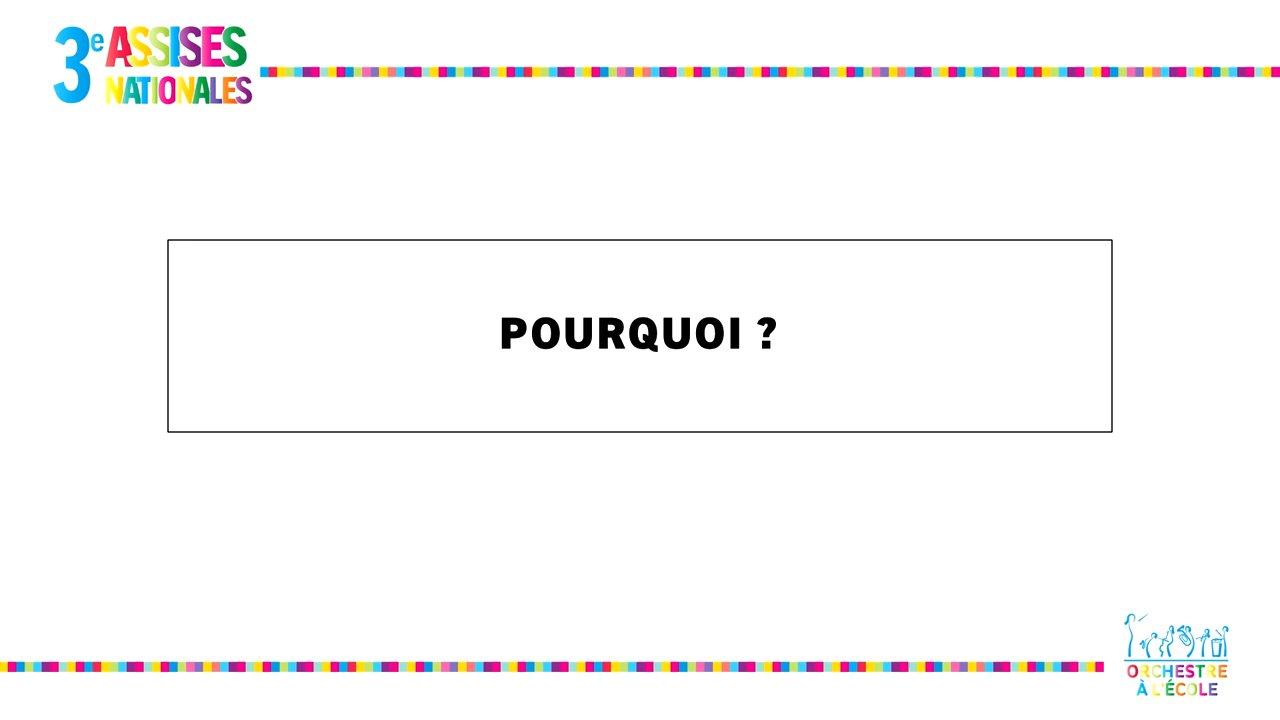 3e ASSISES
NATIONALES
POURQUOI ?
ORCHESTRE
À L'ÉCOLE